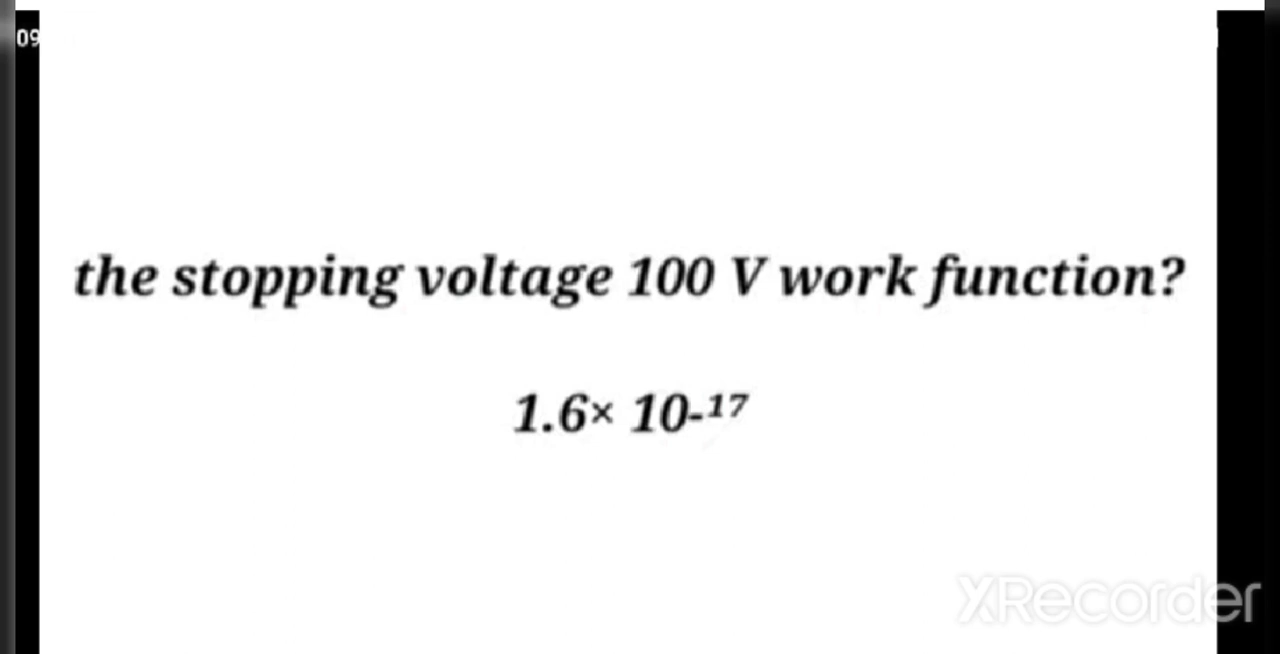 09
the stopping voltage 100 V work function?
1.6× 10-¹⁷
XRecorder